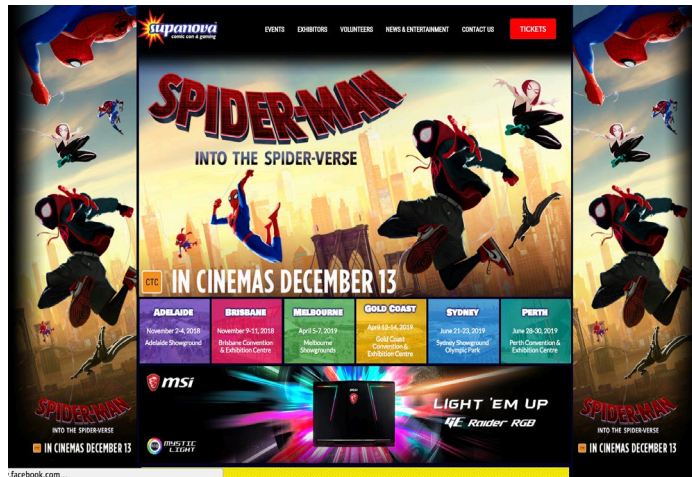 supanova
comic con & gaming
EVENTS EXHIBITORS VOLUNTEERS NEWS & ENTERTAINMENT CONTACT US TICKETS
SPIDER-MAN
INTO THE SPIDER-VERSE
CTC IN CINEMAS DECEMBER 13
ADELAIDE
November 2-4, 2018
Adelaide Showground
BRISBANE
November 9-11, 2018
Brisbane Convention
& Exhibition Centre
MELBOURNE
April 5-7, 2019
Melbourne
Showgrounds
GOLD COAST
April 12-14, 2019
Gold Coast
Convention &
Exhibition Centre
SYDNEY
June 21-23, 2019
Sydney Showground
Olympic Park
PERTH
June 28-30, 2019
Perth Convention &
Exhibition Centre
msi
LIGHT 'EM UP
GE Raider RGB
MYSTIC
LIGHT
SPIDER-MAN
INTO THE SPIDER-VERSE
IN CINEMAS DECEMBER 13
SPIDER-MAN
INTO THE SPIDER-VERSE
IN CINEMAS DECEMBER 13
.facebook.com...